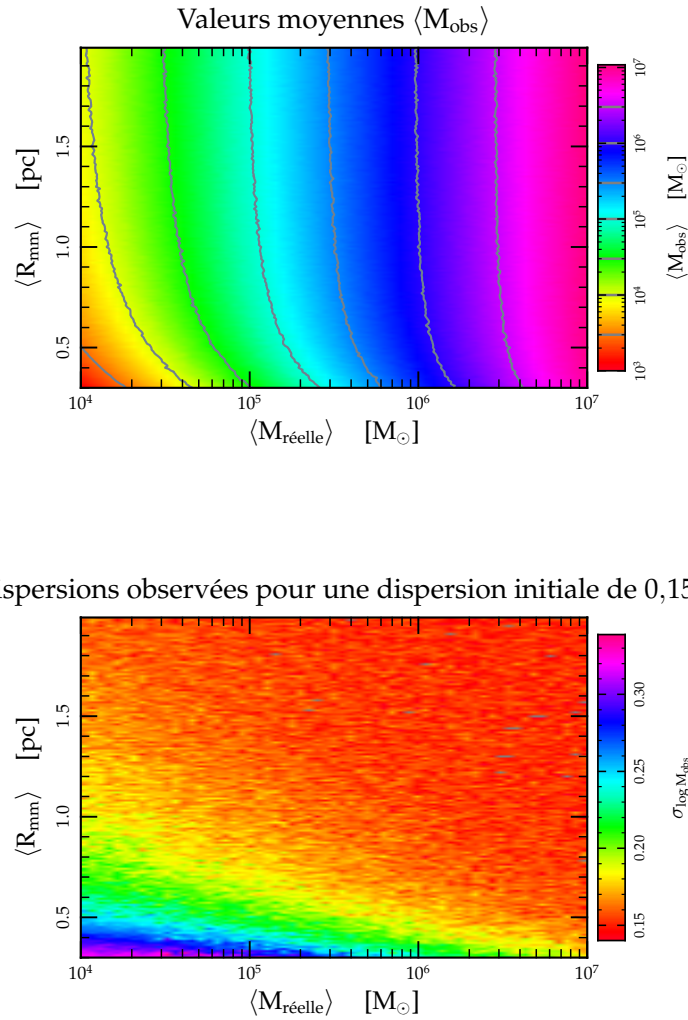 Valeurs moyennes ⟨M_obs⟩
2.0
1.5
1.0
0.5
⟨R_mm⟩ [pc]
10^4 10^5 10^6 10^7
⟨M_réelle⟩ [M_⊙]
10^7
10^6
10^5
10^4
10^3
⟨M_obs⟩ [M_⊙]
spersions observées pour une dispersion initiale de 0,15
1.5
1.0
0.5
⟨R_mm⟩ [pc]
10^4 10^5 10^6 10^7
⟨M_réelle⟩ [M_⊙]
0.30
0.25
0.20
0.15
σ_log M_obs